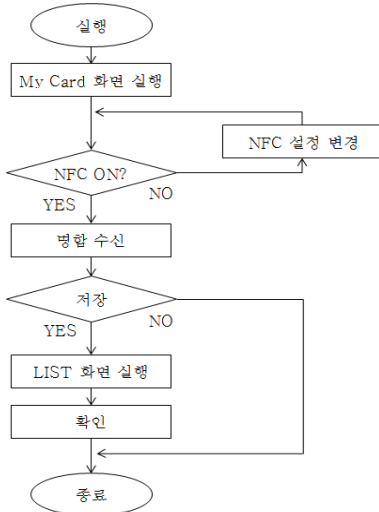 실행
My Card 화면 실행
NFC 설정 변경
NFC ON?
NO
YES
명함 수신
저장
NO
YES
LIST 화면 실행
확인
종료